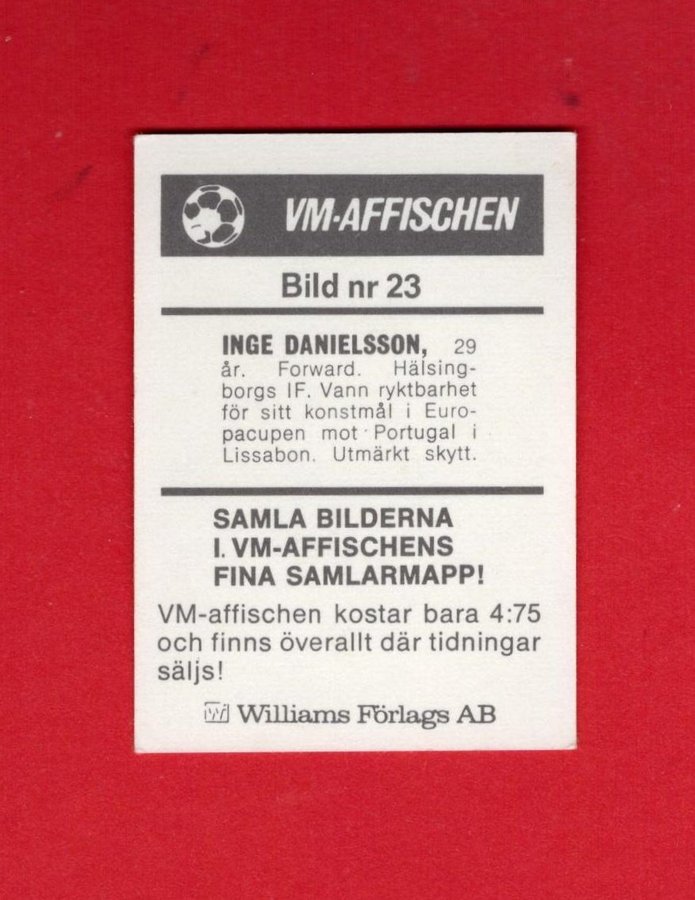 VM-AFFISCHEN
Bild nr 23
INGE DANIELSSON, 29
år. Forward. Hälsing-
borgs IF. Vann ryktbarhet
för sitt konstmål i Euro-
pacupen mot Portugal i
Lissabon. Utmärkt skytt.
SAMLA BILDERNA
I. VM-AFFISCHENS
FINA SAMLARMAPP!
VM-affischen kostar bara 4:75
och finns överallt där tidningar
säljs!
W Williams Förlags AB